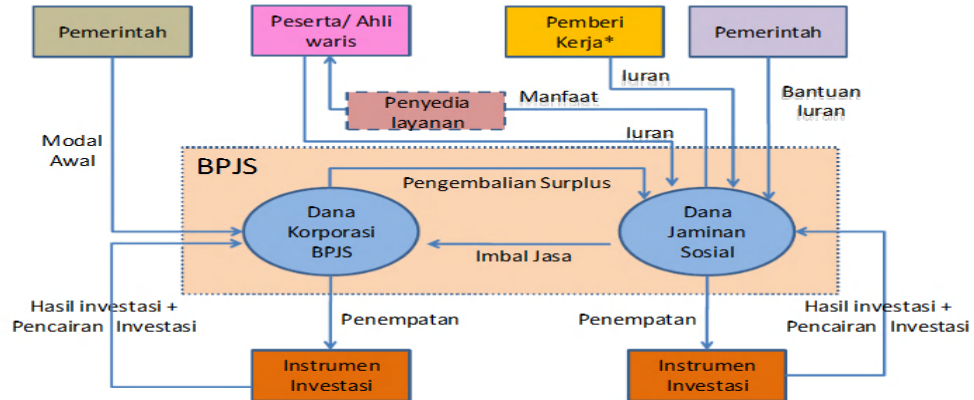 Pemerintah
Peserta/ Ahli
waris
Pemberi
Kerja*
Pemerintah
Iuran
Penyedia
layanan
Manfaat
Bantuan
Iuran
Iuran
Modal
Awal
BPJS
Pengembalian Surplus
Dana
Korporasi
BPJS
Dana
Jaminan
Sosial
Imbal Jasa
Hasil investasi +
Pencairan Investasi
Penempatan
Penempatan
Hasil investasi +
Pencairan Investasi
Instrumen
Investasi
Instrumen
Investasi